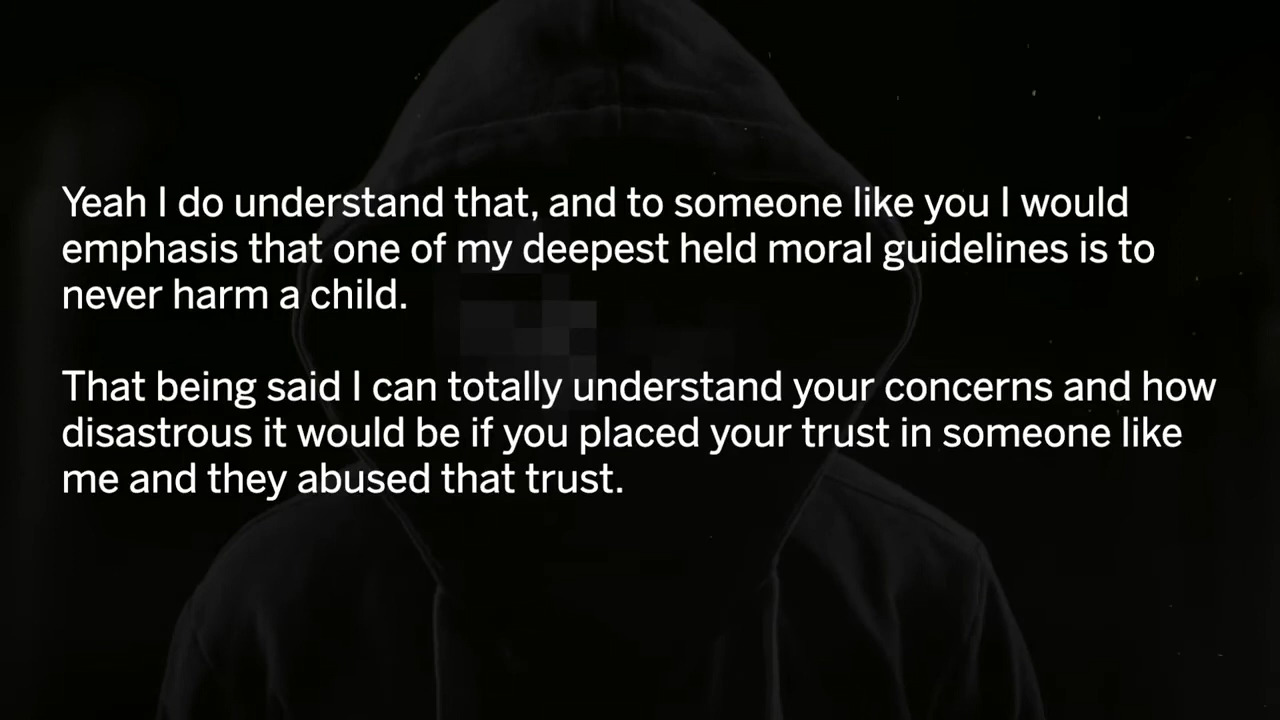 Yeah I do understand that, and to someone like you I would
emphasis that one of my deepest held moral guidelines is to
never harm a child.
That being said I can totally understand your concerns and how
disastrous it would be if you placed your trust in someone like
me and they abused that trust.